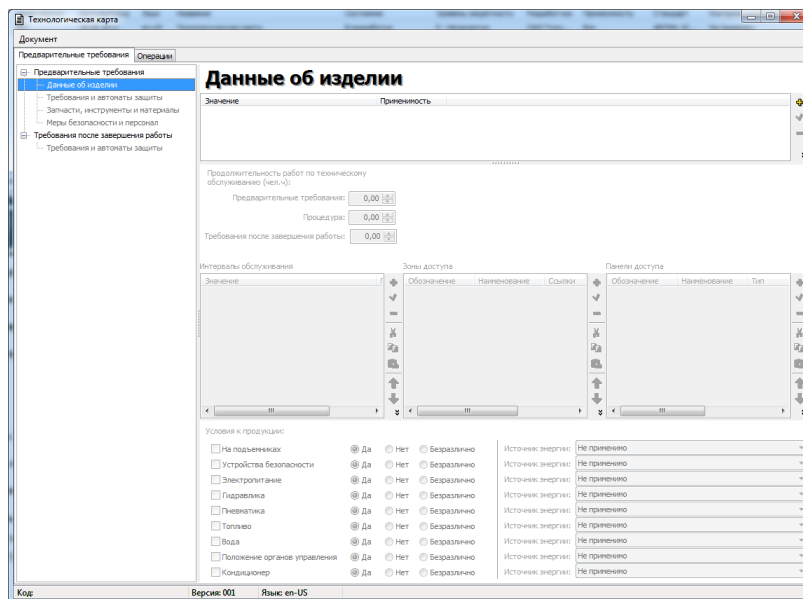 Технологическая карта
Документ
Предварительные требования Операции
Предварительные требования
Данные об изделии
Требования и автоматы защиты
Запчасти, инструменты и материалы
Меры безопасности и персонал
Требования после завершения работы
Требования и автоматы защиты
Данные об изделии
Значение Применимость
Продолжительность работ по техническому
обслуживанию (чел.ч):
Предварительные требования: 0,00
Процедура: 0,00
Требования после завершения работы: 0,00
Интервалы обслуживания Зоны доступа Панели доступа
Значение Обозначение Наименование Ссылки Обозначение Наименование Тип
Условия к продукции:
На подъемниках Да Нет Безразлично Источник энергии: Не применимо
Устройства безопасности Да Нет Безразлично Источник энергии: Не применимо
Электропитание Да Нет Безразлично Источник энергии: Не применимо
Гидравлика Да Нет Безразлично Источник энергии: Не применимо
Пневматика Да Нет Безразлично Источник энергии: Не применимо
Топливо Да Нет Безразлично Источник энергии: Не применимо
Вода Да Нет Безразлично Источник энергии: Не применимо
Положение органов управления Да Нет Безразлично Источник энергии: Не применимо
Кондиционер Да Нет Безразлично Источник энергии: Не применимо
Код: Версия: 001 Язык: en-US